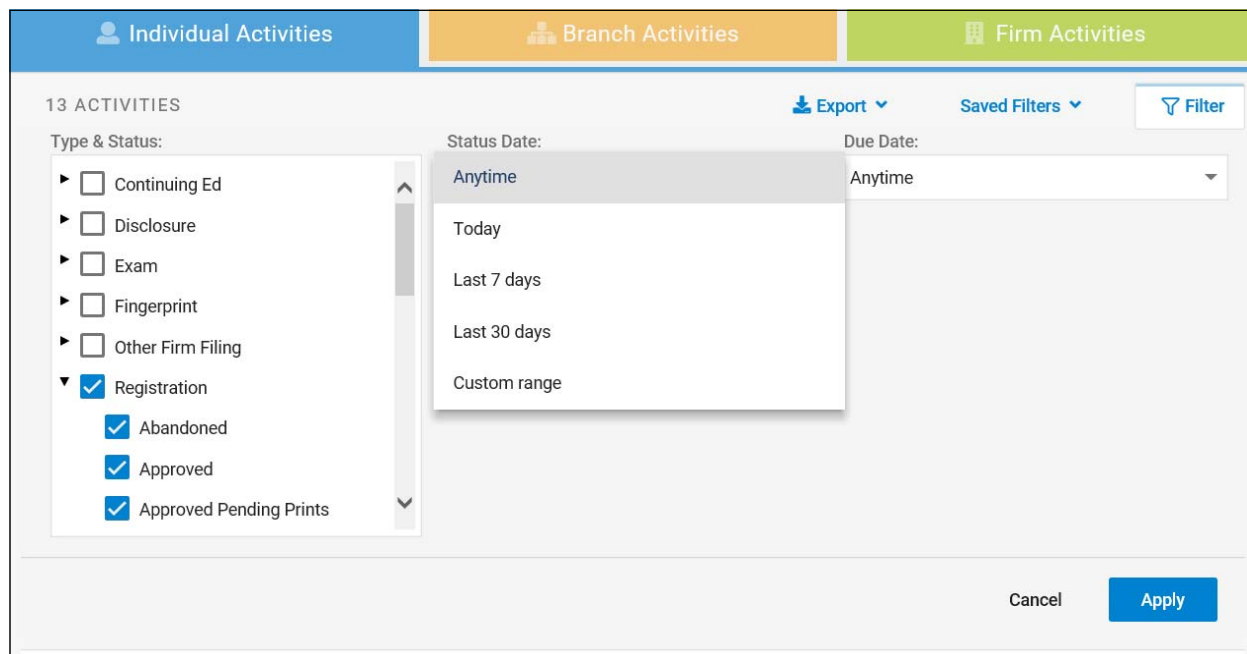 Individual Activities
Branch Activities
Firm Activities
13 ACTIVITIES
Export
Saved Filters
Filter
Type & Status:
Status Date:
Due Date:
Continuing Ed
Disclosure
Exam
Fingerprint
Other Firm Filing
Registration
Abandoned
Approved
Approved Pending Prints
Anytime
Today
Last 7 days
Last 30 days
Custom range
Anytime
Cancel
Apply